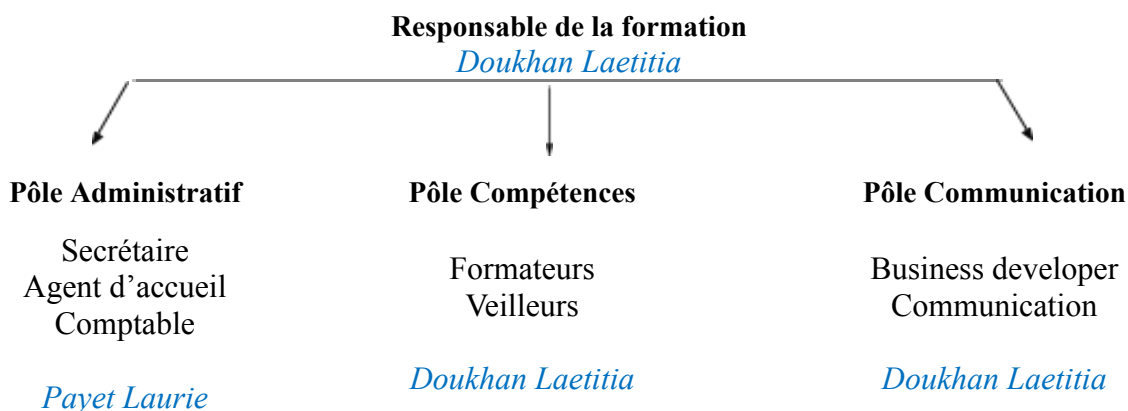 Responsable de la formation
Doukhan Laetitia
Pôle Administratif
Secrétaire
Agent d’accueil
Comptable
Payet Laurie
Pôle Compétences
Formateurs
Veilleurs
Doukhan Laetitia
Pôle Communication
Business developer
Communication
Doukhan Laetitia